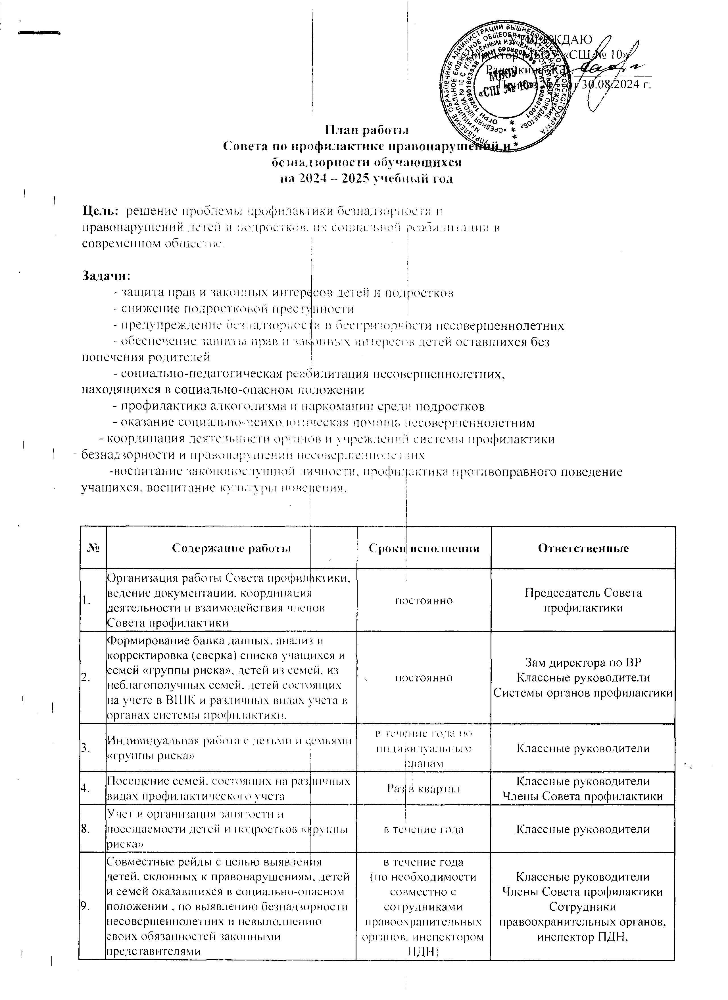 УТВЕРЖДАЮ
Директор МБОУ «СШ № 10»
от 30.08.2024 г.
МБОУ
«СШ № 10»
План работы
Совета по профилактике правонарушений и
безнадзорности обучающихся
на 2024 – 2025 учебный год
Цель: решение проблемы профилактики безнадзорности и
правонарушений детей и подростков, их социальной реабилитации в
современном обществе.
Задачи:
- защита прав и законных интересов детей и подростков
- снижение подростковой преступности
- предупреждение безнадзорности и беспризорности несовершеннолетних
- обеспечение защиты прав и законных интересов детей оставшихся без
попечения родителей
- социально-педагогическая реабилитация несовершеннолетних,
находящихся в социально-опасном положении
- профилактика алкоголизма и наркомании среди подростков
- оказание социально-психологическая помощь несовершеннолетним
- координация деятельности органов и учреждений системы профилактики
безнадзорности и правонарушений несовершеннолетних
-воспитание законопослушной личности, профилактика противоправного поведение
учащихся, воспитание культуры поведения.
№ Содержание работы Сроки исполнения Ответственные
1.
Организация работы Совета профилактики,
ведение документации, координация
деятельности и взаимодействия членов
Совета профилактики
постоянно
Председатель Совета
профилактики
2.
Формирование банка данных, анализ и
корректировка (сверка) списка учащихся и
семей «группы риска», детей из семей, из
неблагополучных семей, детей состоящих
на учете в ВШК и различных видах учета в
органах системы профилактики.
постоянно
Зам директора по ВР
Классные руководители
Системы органов профилактики
3.
Индивидуальная работа с детьми и семьями
«группы риска»
в течение года по
индивидуальным
планам
Классные руководители
4.
Посещение семей, состоящих на различных
видах профилактического учета
Раз в квартал
Классные руководители
Члены Совета профилактики
8.
Учет и организация занятости и
посещаемости детей и подростков «группы
риска»
в течение года
Классные руководители
9.
Совместные рейды с целью выявления
детей, склонных к правонарушениям, детей
и семей оказавшихся в социально-опасном
положении , по выявлению безнадзорности
несовершеннолетних и невыполнению
своих обязанностей законными
представителями
в течение года
(по необходимости
совместно с
сотрудниками
правоохранительных
органов, инспектором
ПДН)
Классные руководители
Члены Совета профилактики
Сотрудники
правоохранительных органов,
инспектор ПДН,